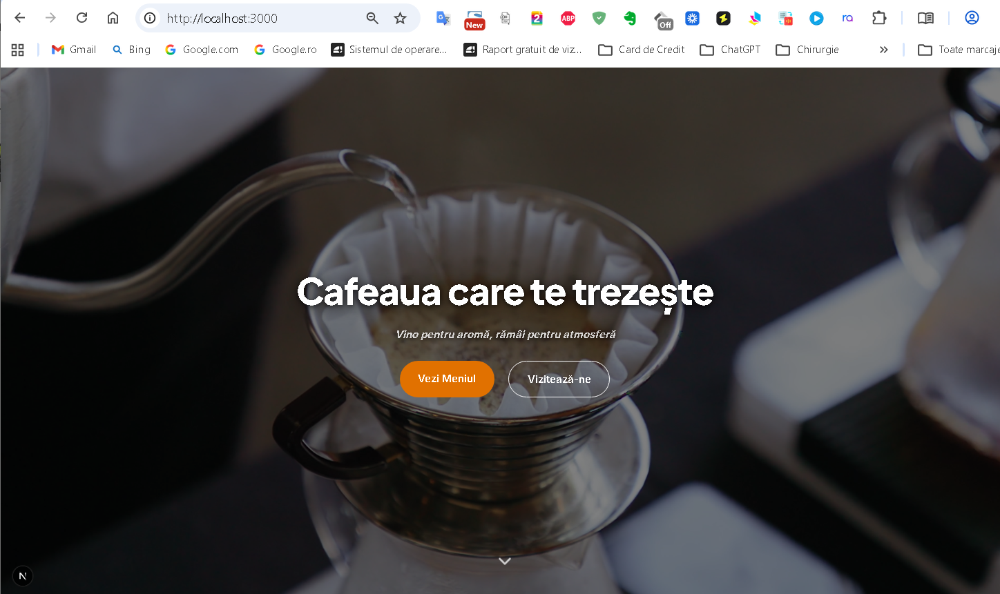 http://localhost:3000
New
2
ABP
Off
ra
Gmail
Bing
Google.com
Google.ro
Sistemul de operare...
Raport gratuit de viz...
Card de Credit
ChatGPT
Chirurgie
Toate marcaje
Cafeaua care te trezește
Vino pentru aromă, rămâi pentru atmosferă
Vezi Meniul
Vizitează-ne
N